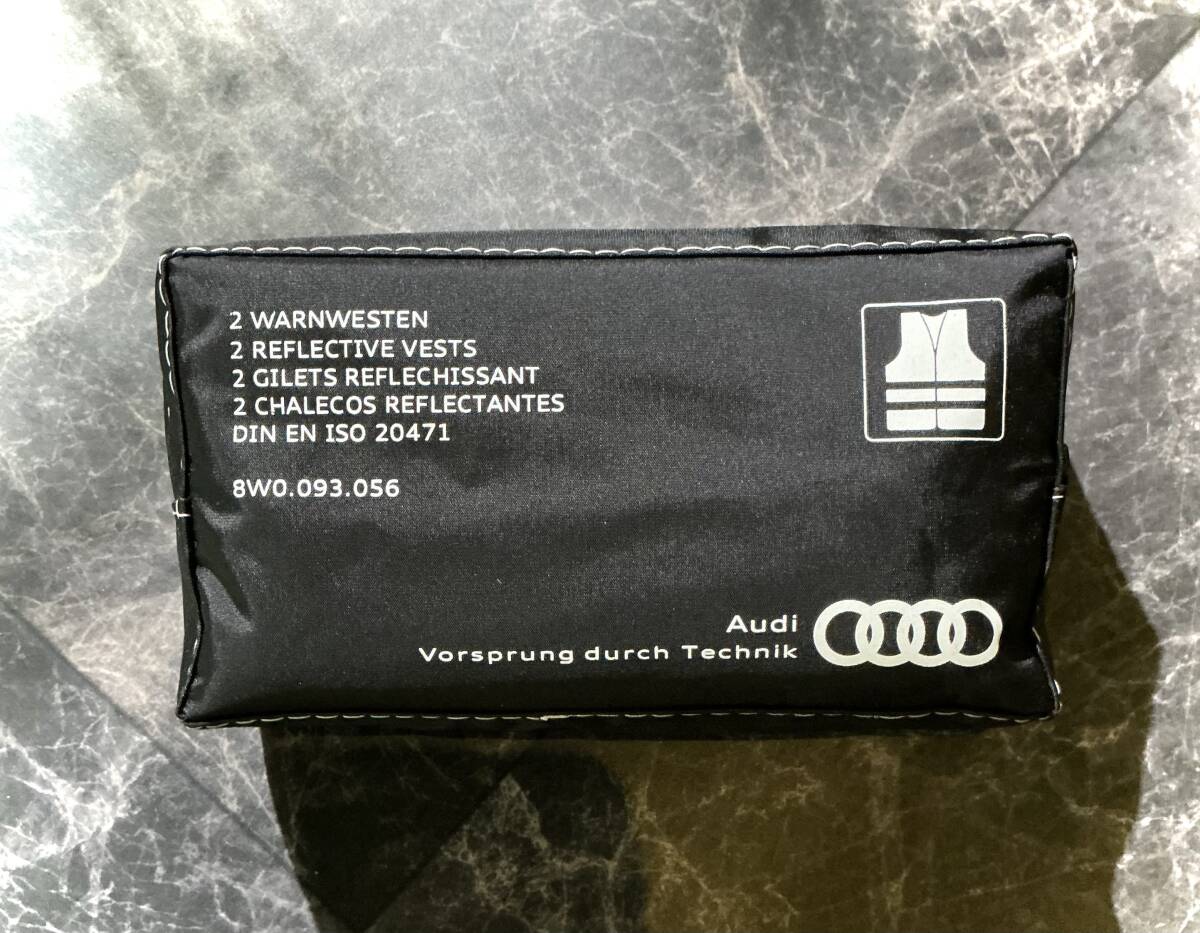 2 WARNWESTEN
2 REFLECTIVE VESTS
2 GILETS REFLECHISSANT
2 CHALECOS REFLECTANTES
DIN EN ISO 20471
8W0.093.056
Audi
Vorsprung durch Technik